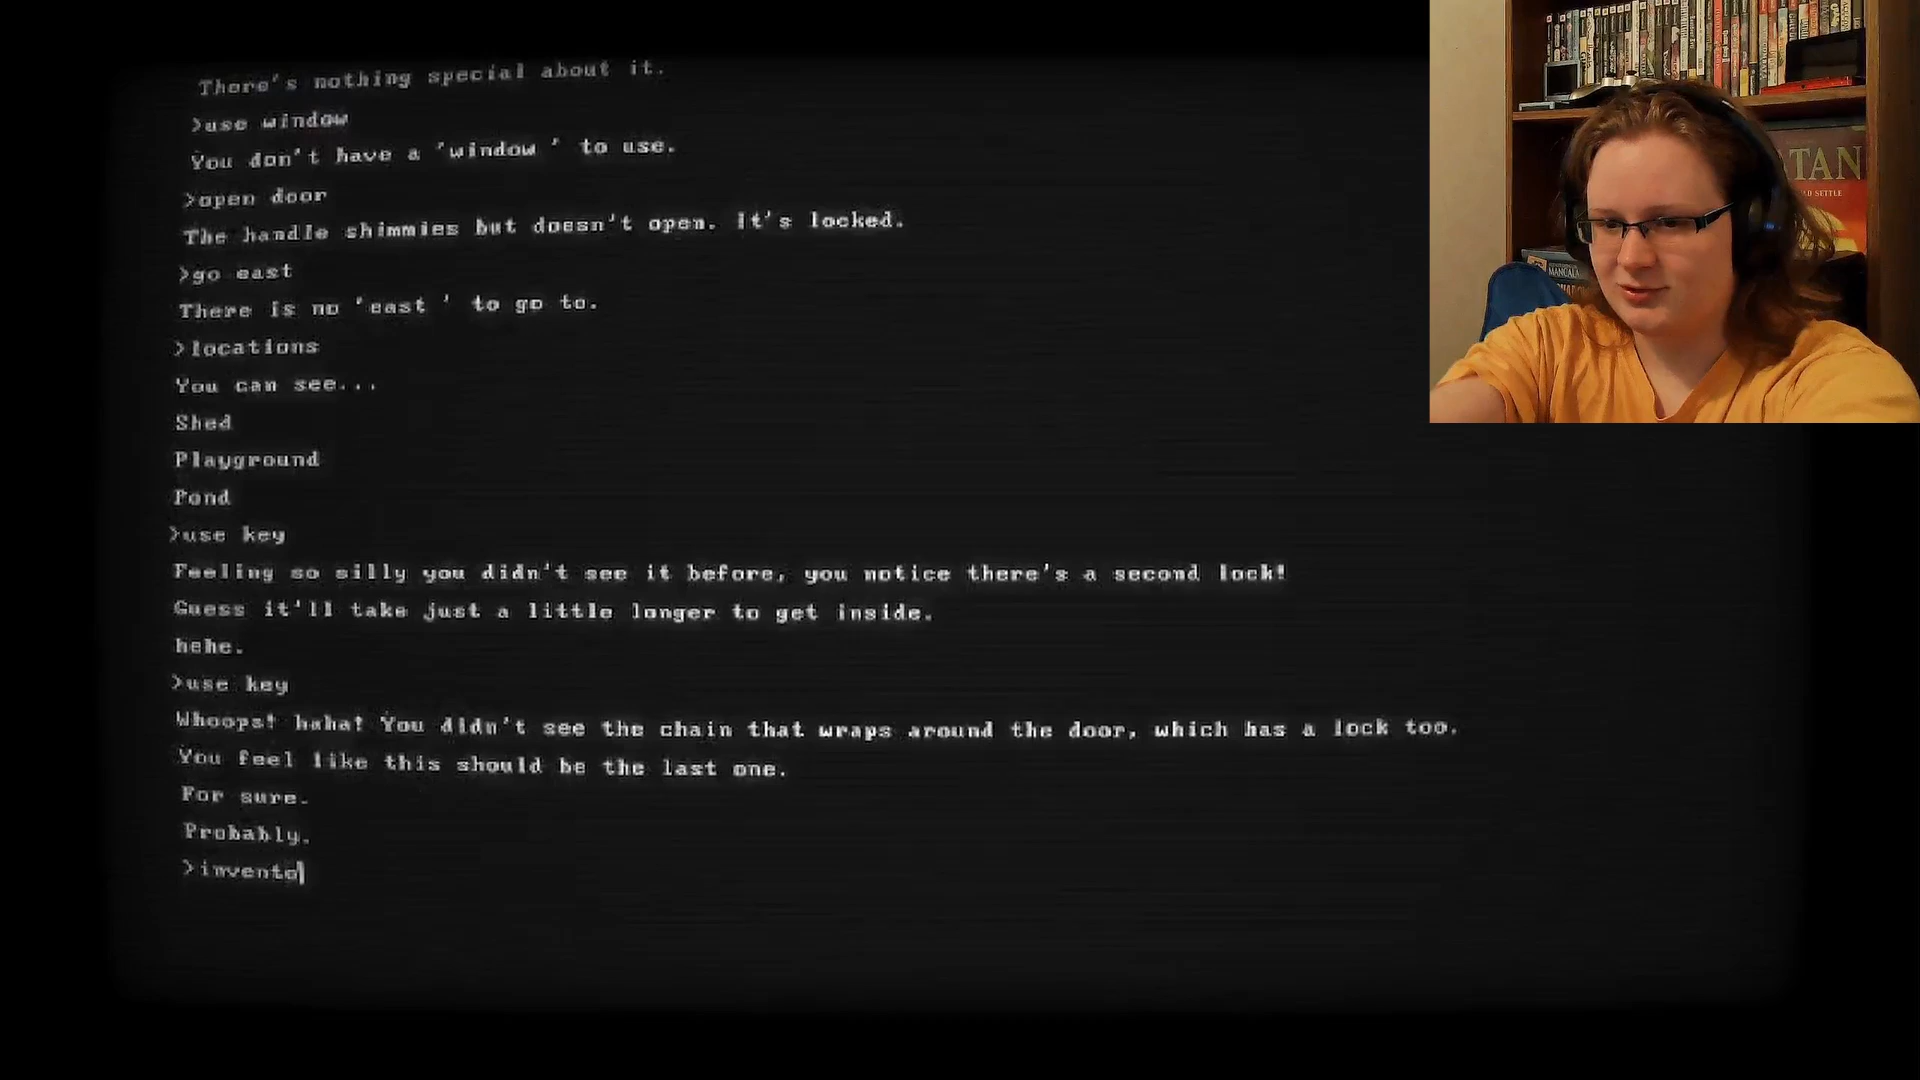 There's nothing special about it.
>use window
You don't have a 'window ' to use.
>open door
The handle shimmies but doesn't open. It's locked.
>go east
There is no 'east ' to go to.
>locations
You can see...
Shed
Playground
Pond
>use key
Feeling so silly you didn't see it before, you notice there's a second lock!
Guess it'll take just a little longer to get inside.
hehe.
>use key
Whoops! haha! You didn't see the chain that wraps around the door, which has a lock too.
You feel like this should be the last one.
For sure.
Probably.
>invento
TAN
SETTLE
MANCALA